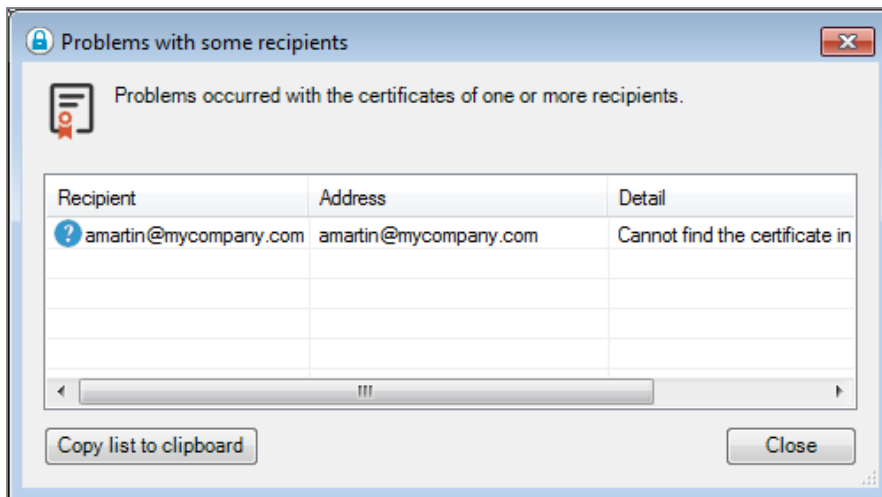 Problems with some recipients
Problems occurred with the certificates of one or more recipients.
Recipient Address Detail
amartin@mycompany.com amartin@mycompany.com Cannot find the certificate in
Copy list to clipboard Close